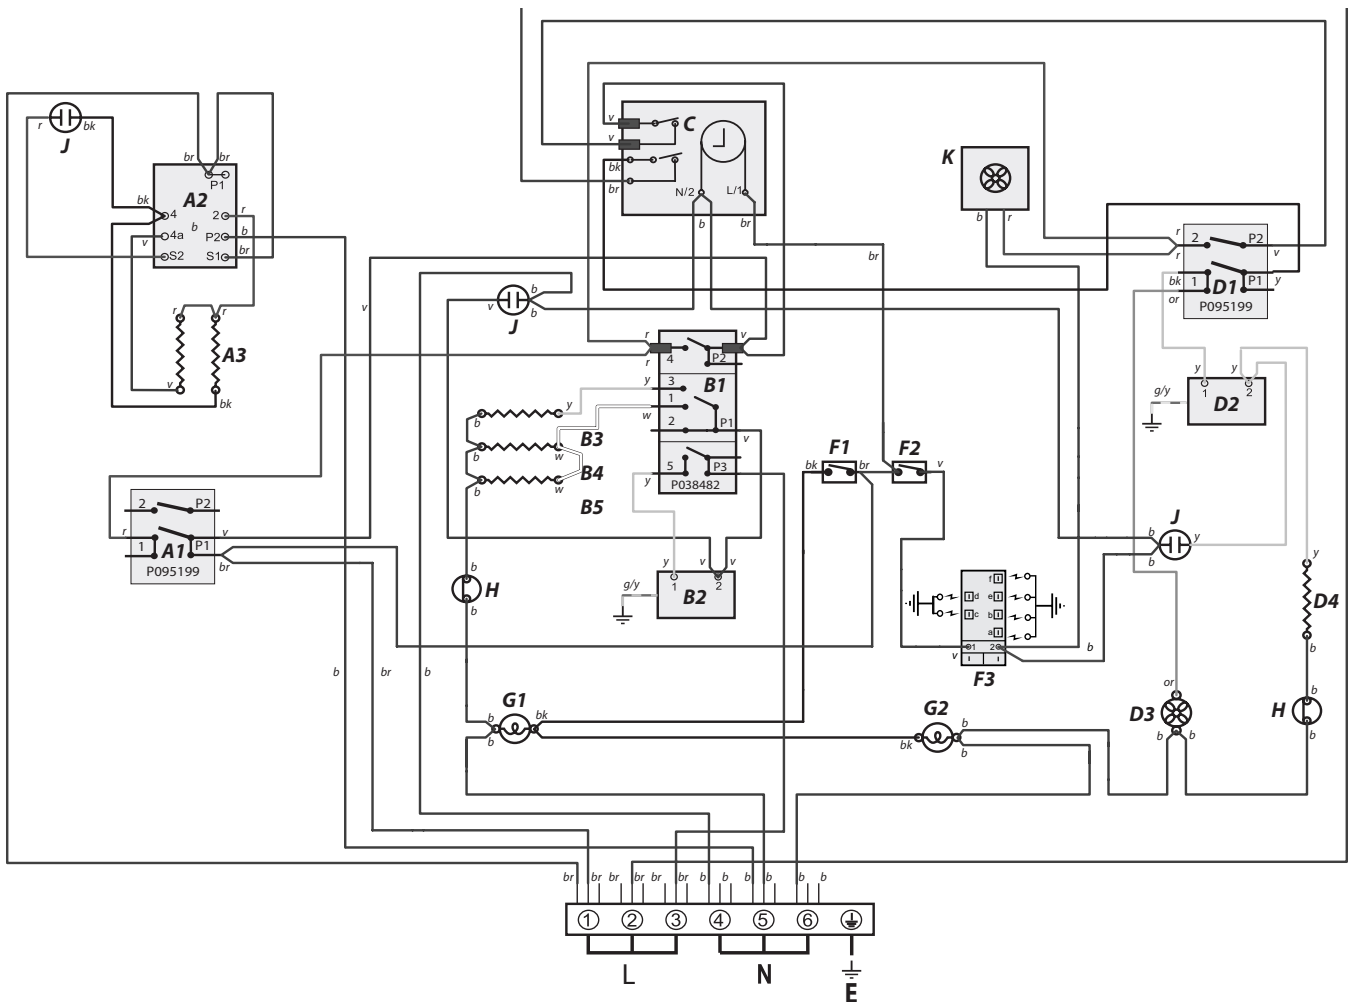 r bk
J
br br
P1
A2
bk
4 2 r
b
4a P2 b
v
S2 S1 br
r r
A3
v
bk
v C
v
bk
br
N/2 L/1
b br
br
K
b r
r 2 P2
r v
bk 1 D1 P1 y
or
P095199
v
b
v b
J
r v
4 P2
r
B1
y 3
y
1
w
2 P1
v
b B3
b w B4
b w
B5
5 P3
y
P038482
y y
g/y 1 2
D2
F1 F2
bk br v
2 P2
r v
1 A1 P1
br
P095199
b
H
b
y v v
g/y 1 2
B2
J
b y
b
f
d e
c b
a
1 2 b
v
F3
y
D4
b
b
H
b
or
D3
b b
b br b
G1
b bk
b
G2
b
bk
b
br br br br br b b b b b
1 2 3 4 5 6
L N
E